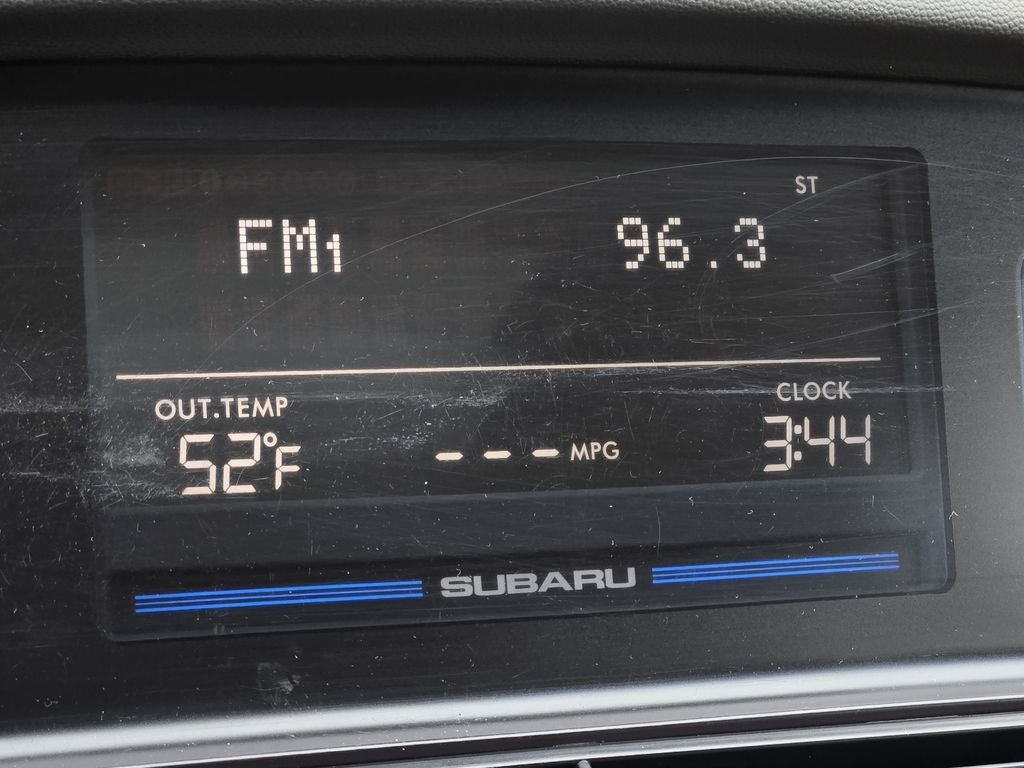 ST
FM1 96.3
OUT.TEMP CLOCK
52°F - - - MPG 3:44
SUBARU